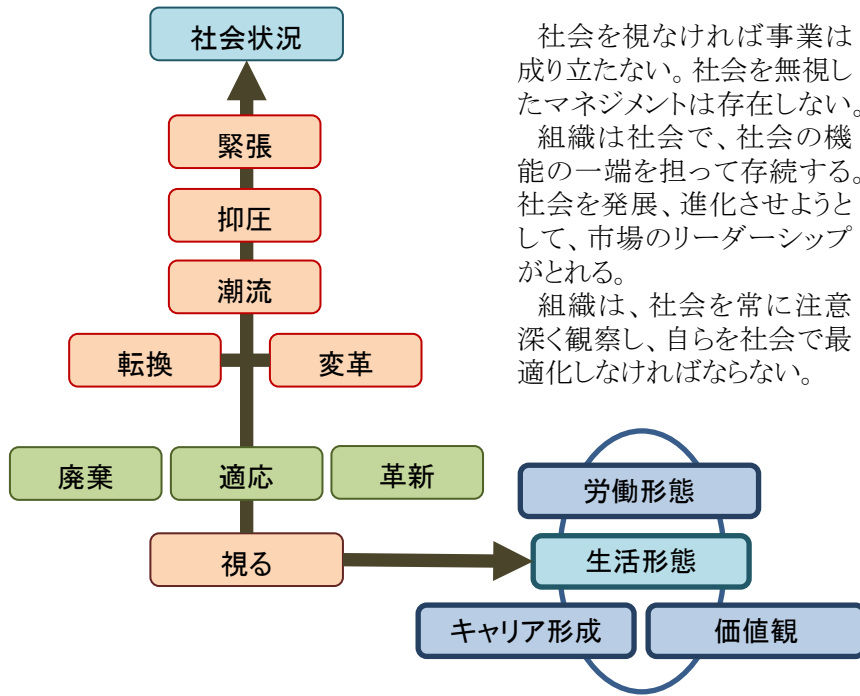 社会状況
緊張
抑圧
潮流
転換
変革
廃棄
適応
革新
視る
社会を視なければ事業は
成り立たない。社会を無視し
たマネジメントは存在しない。
組織は社会で、社会の機
能の一端を担って存続する。
社会を発展、進化させようと
して、市場のリーダーシップ
がとれる。
組織は、社会を常に注意
深く観察し、自らを社会で最
適化しなければならない。
労働形態
生活形態
キャリア形成
価値観